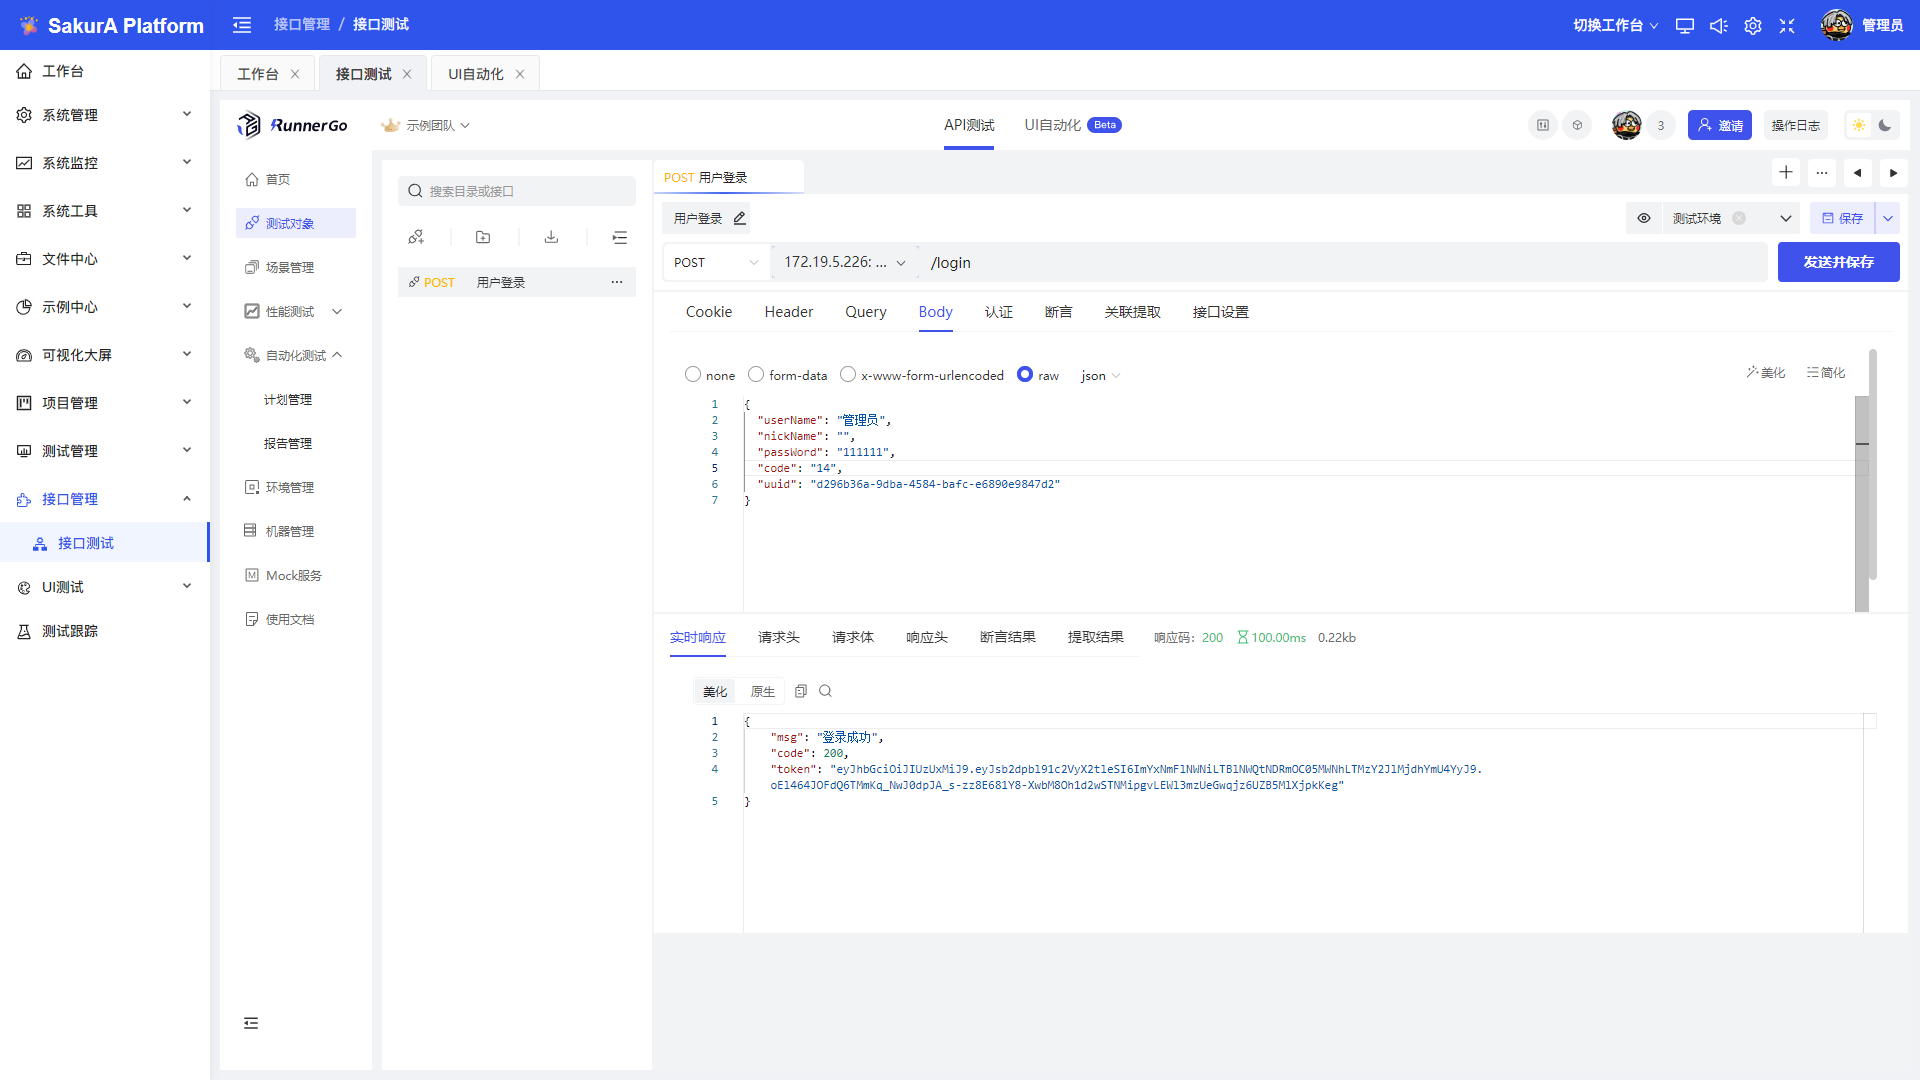 SakurA Platform
接口管理 / 接口测试
切换工作台
管理员
工作台
系统管理
系统监控
系统工具
文件中心
示例中心
可视化大屏
项目管理
测试管理
接口管理
接口测试
UI测试
测试跟踪
工作台
接口测试
UI自动化
RunnerGo
示例团队
API测试
UI自动化 Beta
3
邀请
操作日志
首页
测试对象
场景管理
性能测试
自动化测试
计划管理
报告管理
环境管理
机器管理
Mock服务
使用文档
搜索目录或接口
POST 用户登录
POST 用户登录
用户登录
测试环境
保存
POST
172.19.5.226: ...
/login
发送并保存
Cookie Header Query Body 认证 断言 关联提取 接口设置
none form-data x-www-form-urlencoded raw json
美化 简化
1 {
2 "userName": "管理员",
3 "nickName": "",
4 "passWord": "111111",
5 "code": "14",
6 "uuid": "d296b36a-9dba-4584-bafc-e6890e9847d2"
7 }
实时响应 请求头 请求体 响应头 断言结果 提取结果 响应码: 200 100.00ms 0.22kb
美化 原生
1 {
2 "msg": "登录成功",
3 "code": 200,
4 "token": "eyJhbGciOiJIUzUxMiJ9.eyJsb2dpbl91c2VyX2tleSI6ImYxNmFlNWNiLTBlNWQtNDRmOC05MWNhLTMzY2JlMjdhYmU4YyJ9.
oEl464JOFdQ6TMmKq_NwJ0dpJA_s-zz8E681Y8-XwbM8Oh1d2wSTNMipgvLEWl3mzUeGwqjz6UZB5MlXjpkKeg"
5 }